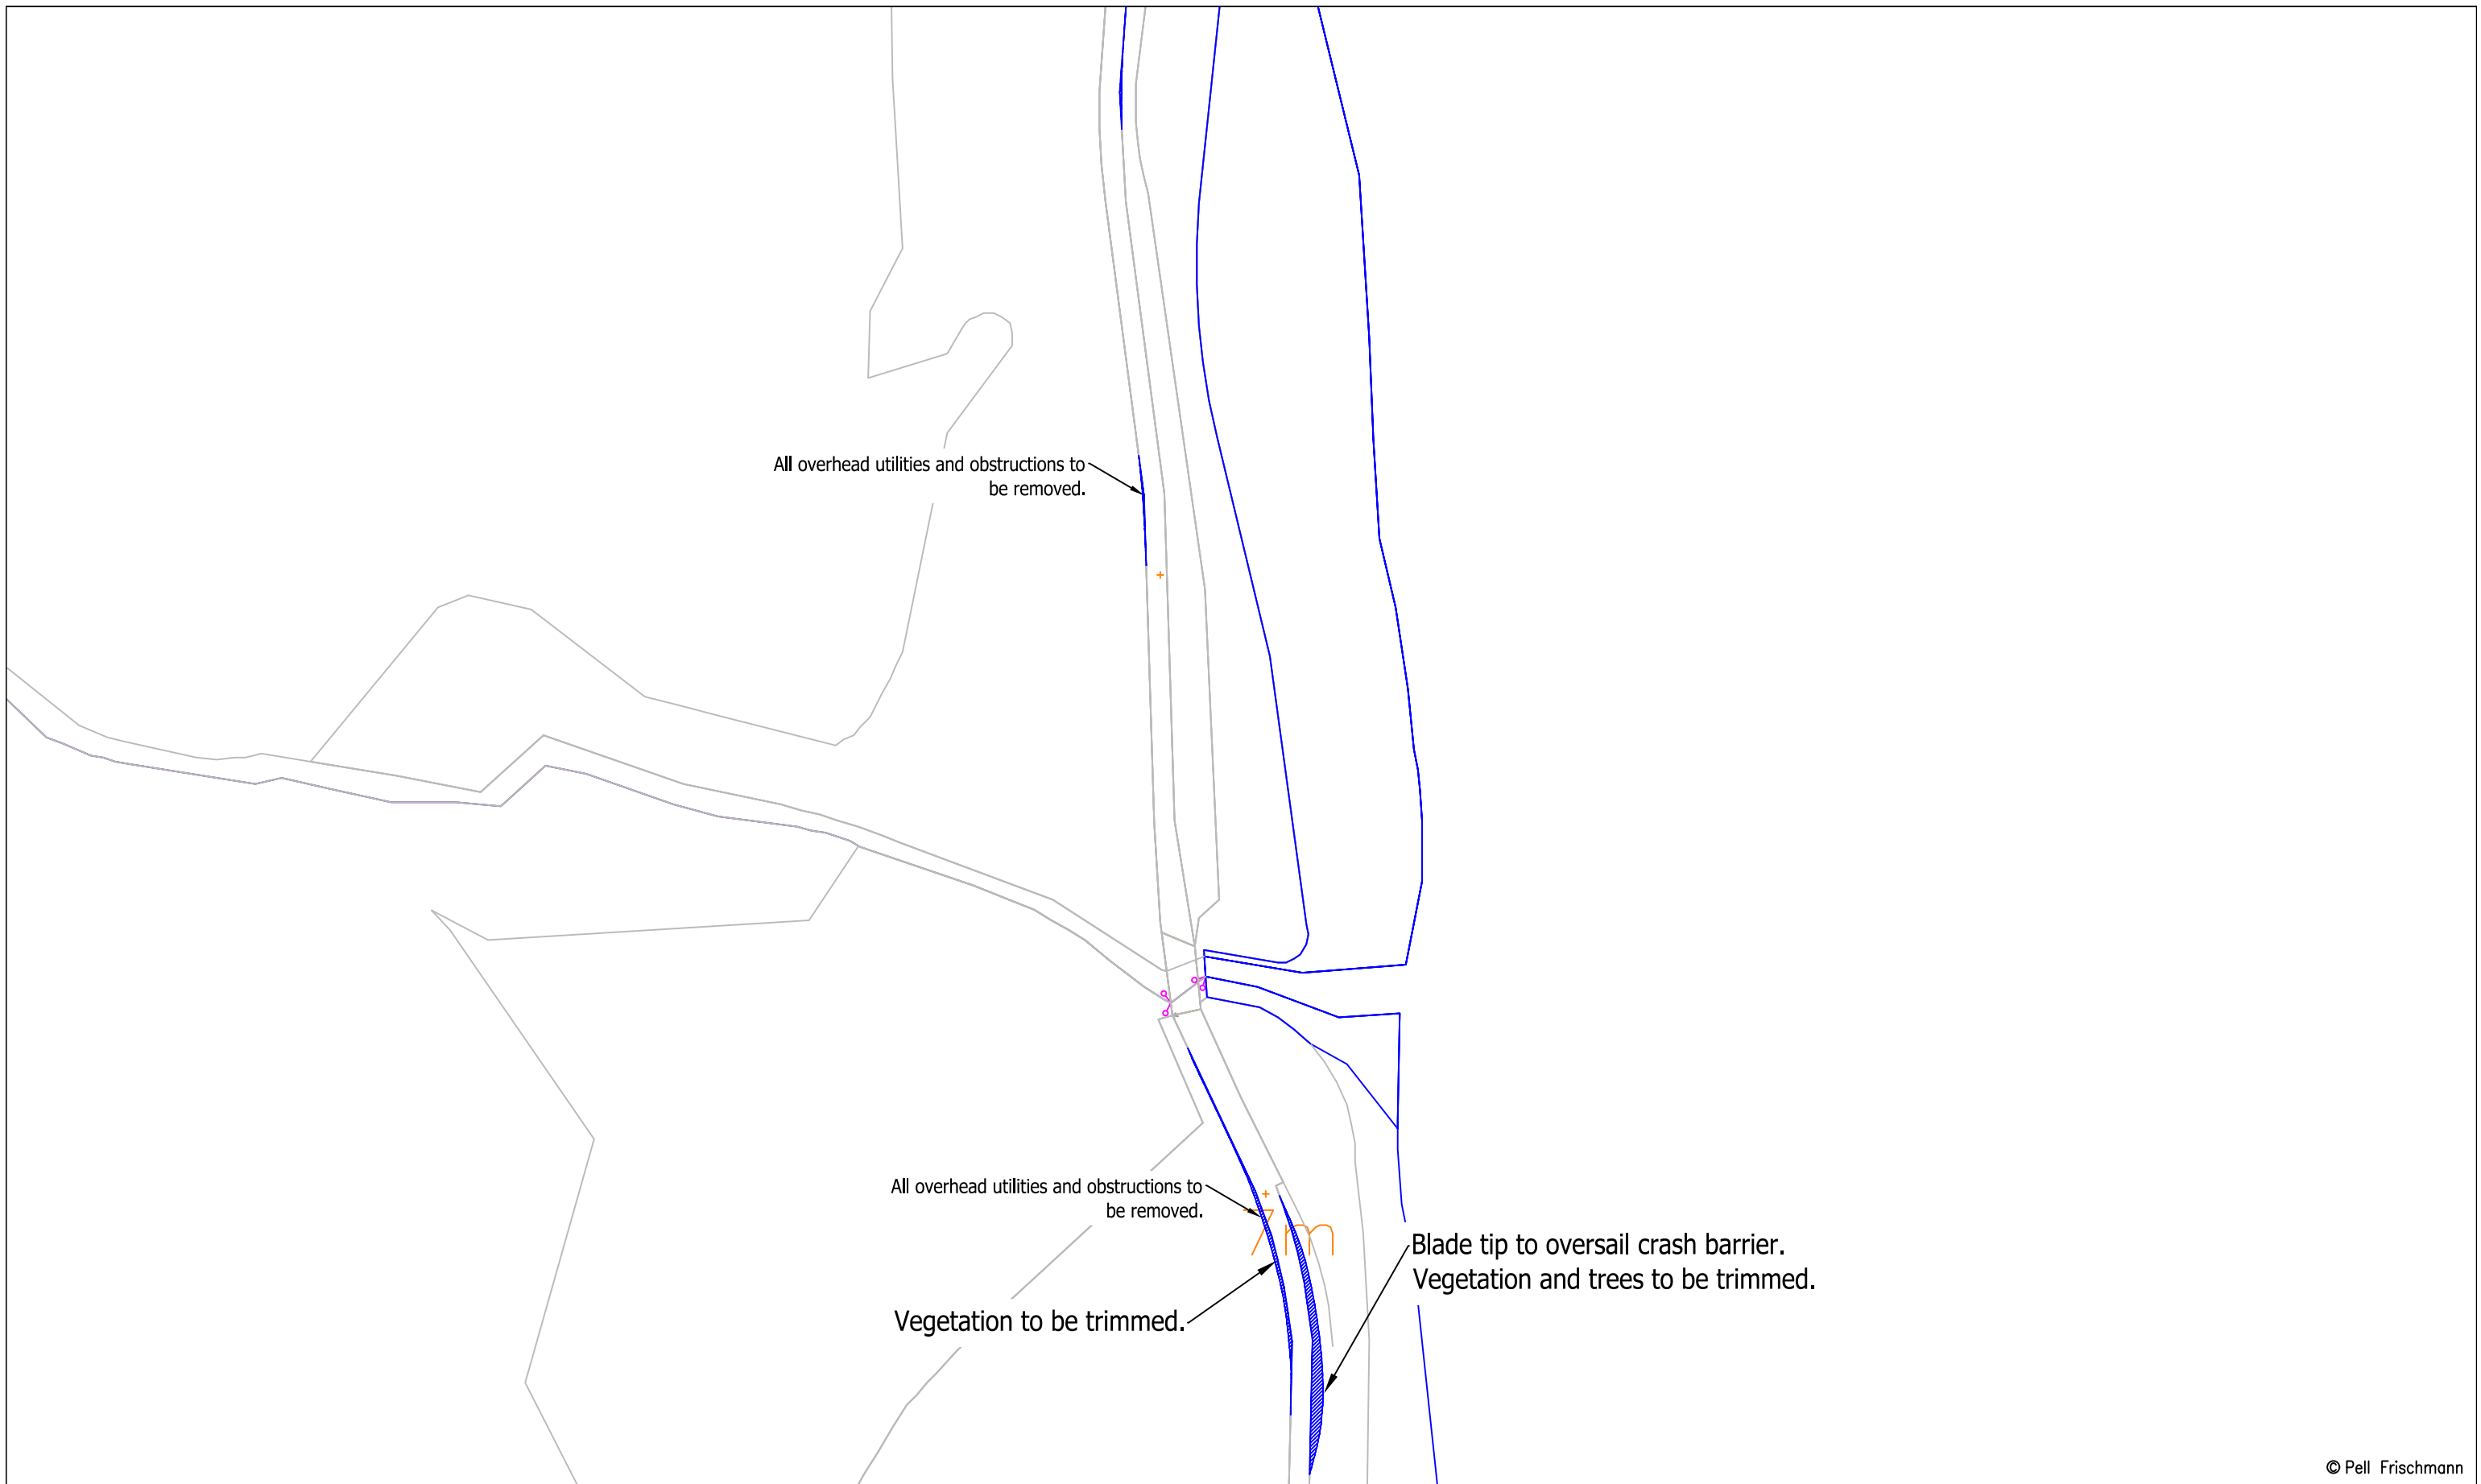 All overhead utilities and obstructions to
be removed.
All overhead utilities and obstructions to
be removed.
7m
Blade tip to oversail crash barrier.
Vegetation and trees to be trimmed.
Vegetation to be trimmed.
© Pell Frischmann